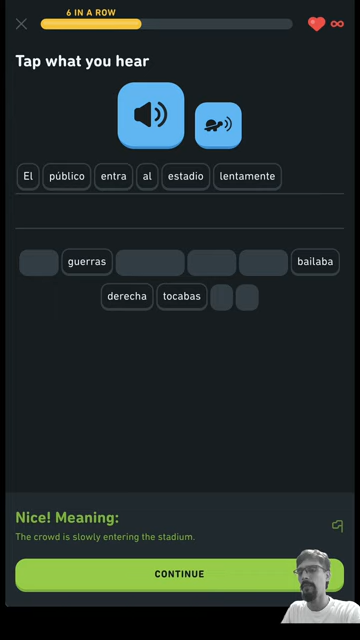 6 IN A ROW
Tap what you hear
El público entra al estadio lentamente
guerras bailaba
derecha tocabas
Nice! Meaning:
The crowd is slowly entering the stadium.
CONTINUE